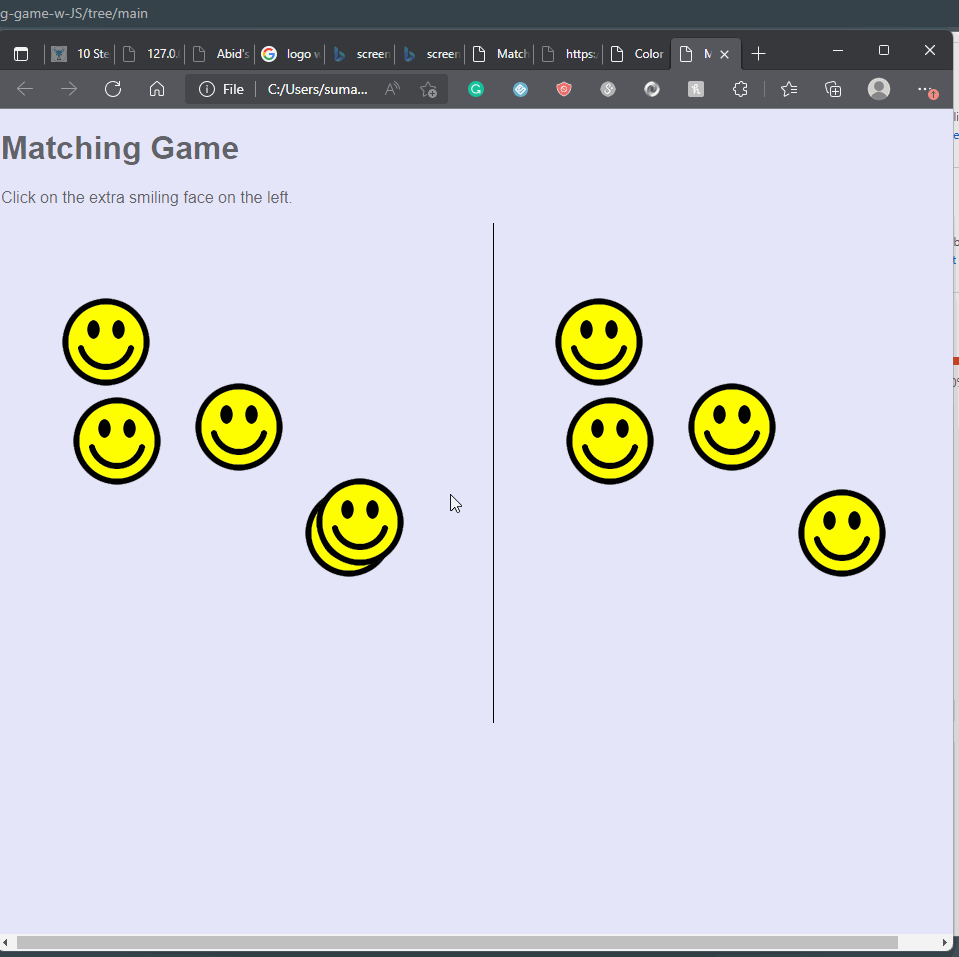 g-game-w-JS/tree/main
10 Ste
127.0.
Abid's
logo w
screen
screen
Match
https:
Color
File
C:/Users/suma...
Matching Game
Click on the extra smiling face on the left.